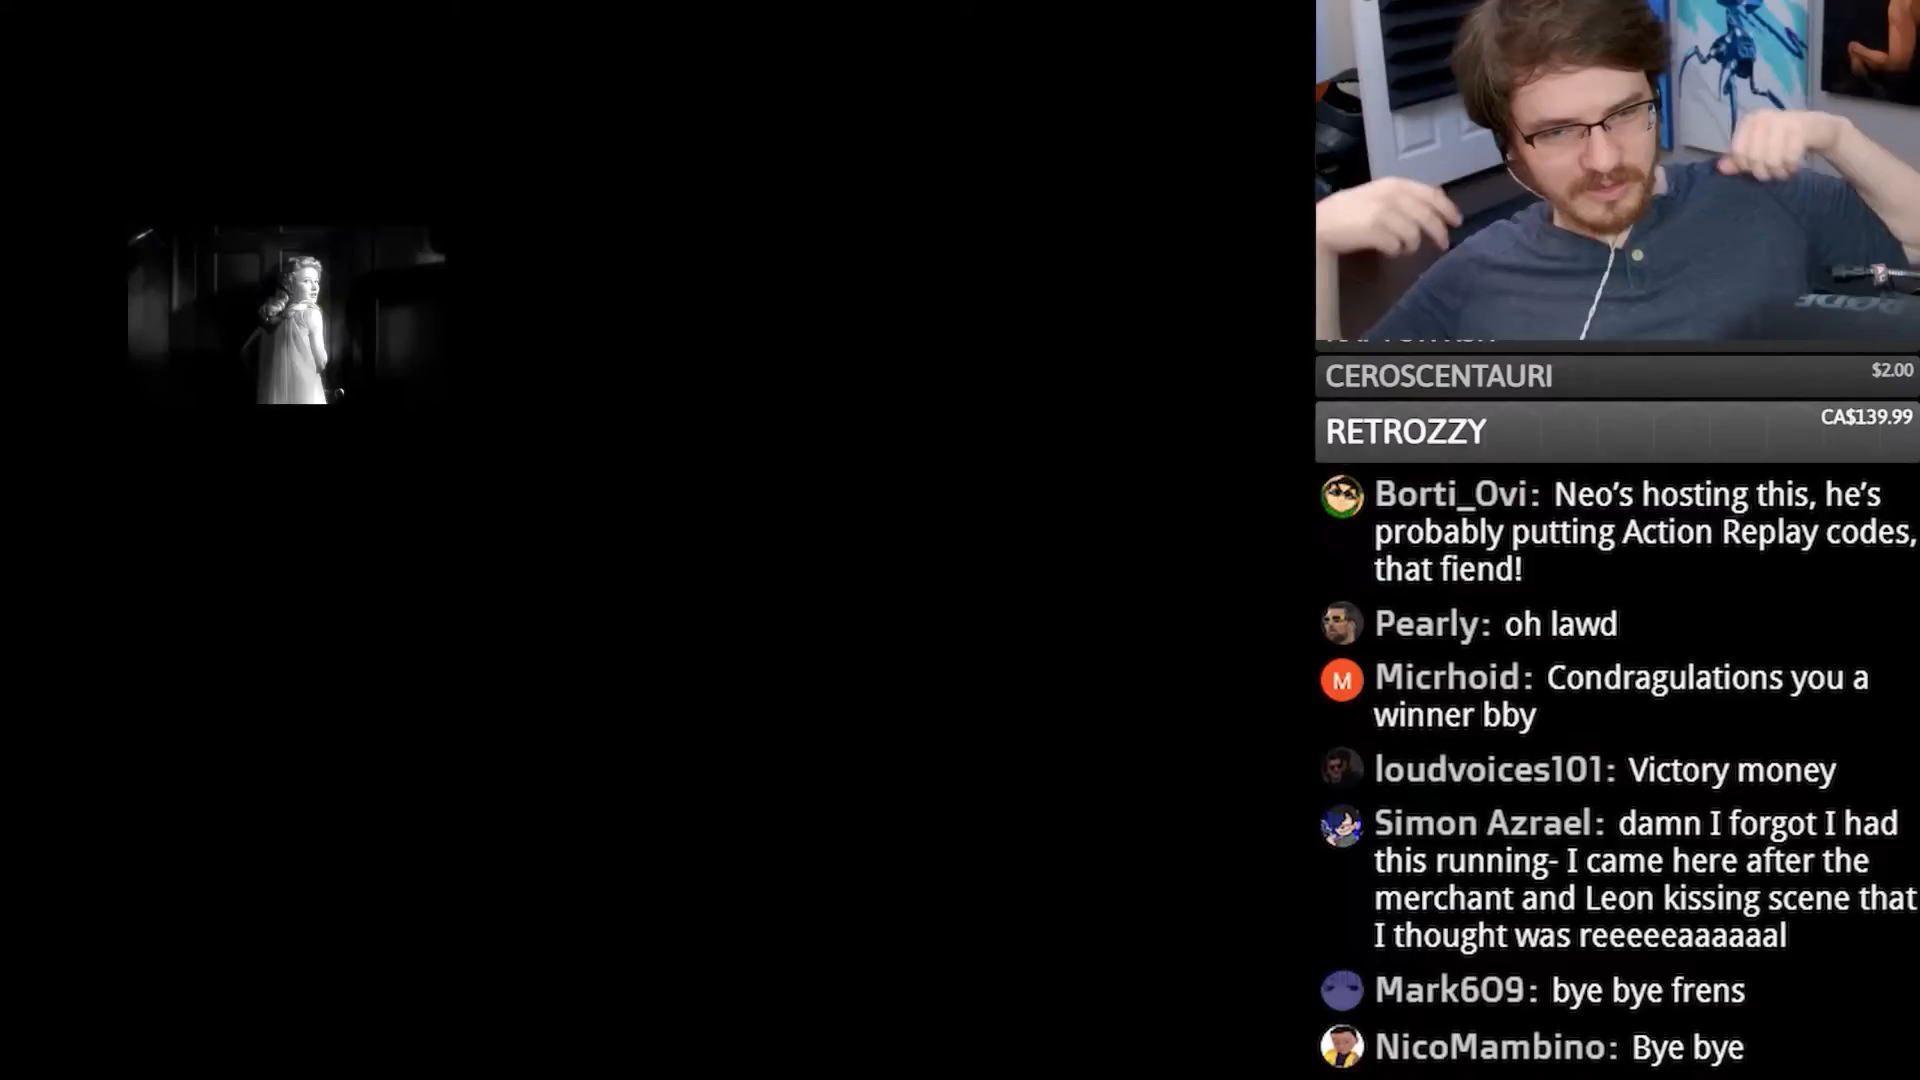 RODE
CEROSCENTAURI
$2.00
RETROZZY
CA$139.99
Borti_Ovi: Neo’s hosting this, he’s
probably putting Action Replay codes,
that fiend!
Pearly: oh lawd
M
Micrhoid: Condragulations you a
winner bby
loudvoices101: Victory money
Simon Azrael: damn I forgot I had
this running- I came here after the
merchant and Leon kissing scene that
I thought was reeeeeaaaaaal
Mark609: bye bye frens
NicoMambino: Bye bye